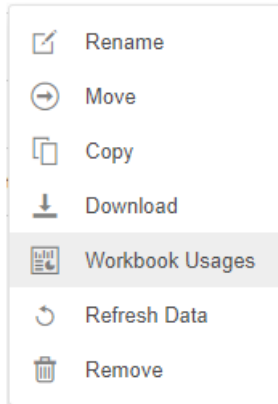 Rename
Move
Copy
Download
Workbook Usages
Refresh Data
Remove